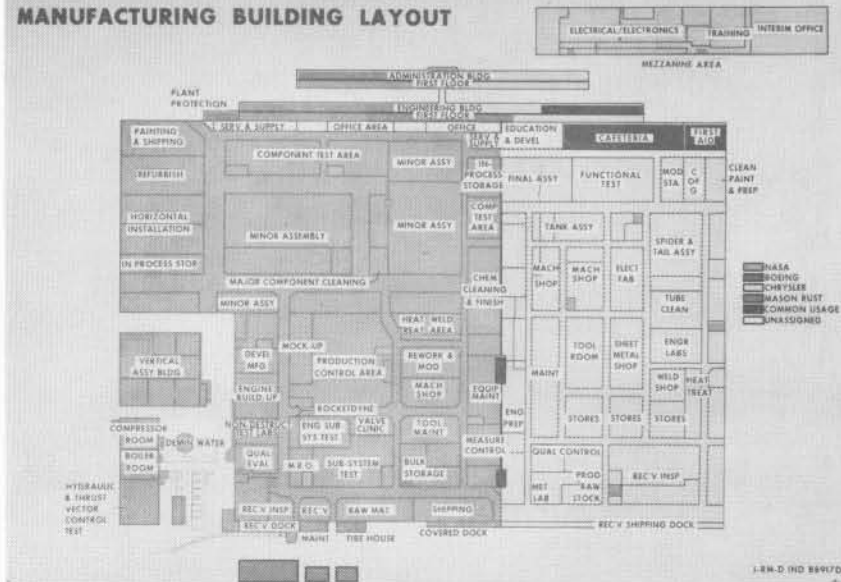 MANUFACTURING BUILDING LAYOUT
ELECTRICAL/ELECTRONICS
TRAINING
INTERIM OFFICE
MEZZANINE AREA
ADMINISTRATION BLDG
FIRST FLOOR
PLANT
PROTECTION
ENGINEERING BLDG
FIRST FLOOR
PAINTING
& SHIPPING
SERV & SUPPLY
OFFICE AREA
OFFICE
SERV &
SUPPLY
EDUCATION
& DEVEL
CAFETERIA
FIRST
AID
COMPONENT TEST AREA
MINOR ASSY
IN-
PROCESS
STORAGE
FINAL ASSY
FUNCTIONAL
TEST
MOD
STA
C
OF
G
CLEAN
PAINT
& PREP
REFURBISH
HORIZONTAL
INSTALLATION
MINOR ASSEMBLY
MINOR ASSY
COMP
TEST
AREA
TANK ASSY
SPIDER &
TAIL ASSY
IN PROCESS STOR
MAJOR COMPONENT CLEANING
CHEM
CLEANING
& FINISH
MACH
SHOP
MACH
SHOP
ELECT
FAB
NASA
BOEING
CHRYSLER
MASON RUST
COMMON USAGE
UNASSIGNED
MINOR ASSY
TUBE
CLEAN
HEAT
TREAT
WELD
AREA
MOCK-UP
VERTICAL
ASSY BLDG
DEVEL
MFG
PRODUCTION
CONTROL AREA
REWORK &
MOD
MACH
SHOP
TOOL
ROOM
SHEET
METAL
SHOP
ENGR
LABS
MAINT
WELD
SHOP
HEAT
TREAT
ENGINE
BUILD UP
EQUIP
MAINT
ROCKETDYNE
ENG
PREP
STORES
STORES
STORES
COMPRESSOR
ROOM
DEMIN WATER
NON-DESTRUCT
TEST LABS
ENG SUB
SYS TEST
VALVE
CLINIC
TOOL
MAINT
MEASURE
CONTROL
QUAL CONTROL
BOILER
ROOM
QUAL
EVAL
M.R.O.
SUB-SYSTEM
TEST
BULK
STORAGE
MET
LAB
PROD
RAW
STOCK
REC'V INSP
HYDRAULIC
& THRUST
VECTOR
CONTROL
TEST
REC'V INSP
REC'V
RAW MAT
SHIPPING
REC'V DOCK
MAINT
TIRE HOUSE
COVERED DOCK
REC'V SHIPPING DOCK